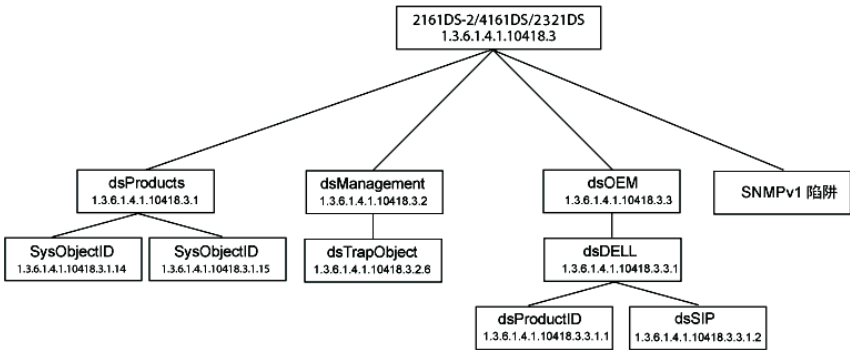 2161DS-2/4161DS/2321DS
1.3.6.1.4.1.10418.3
dsProducts
1.3.6.1.4.1.10418.3.1
dsManagement
1.3.6.1.4.1.10418.3.2
dsOEM
1.3.6.1.4.1.10418.3.3
SNMPv1 陷阱
SysObjectID
1.3.6.1.4.1.10418.3.1.14
SysObjectID
1.3.6.1.4.1.10418.3.1.15
dsTrapObject
1.3.6.1.4.1.10418.3.2.6
dsDELL
1.3.6.1.4.1.10418.3.3.1
dsProductID
1.3.6.1.4.1.10418.3.3.1.1
dsSIP
1.3.6.1.4.1.10418.3.3.1.2